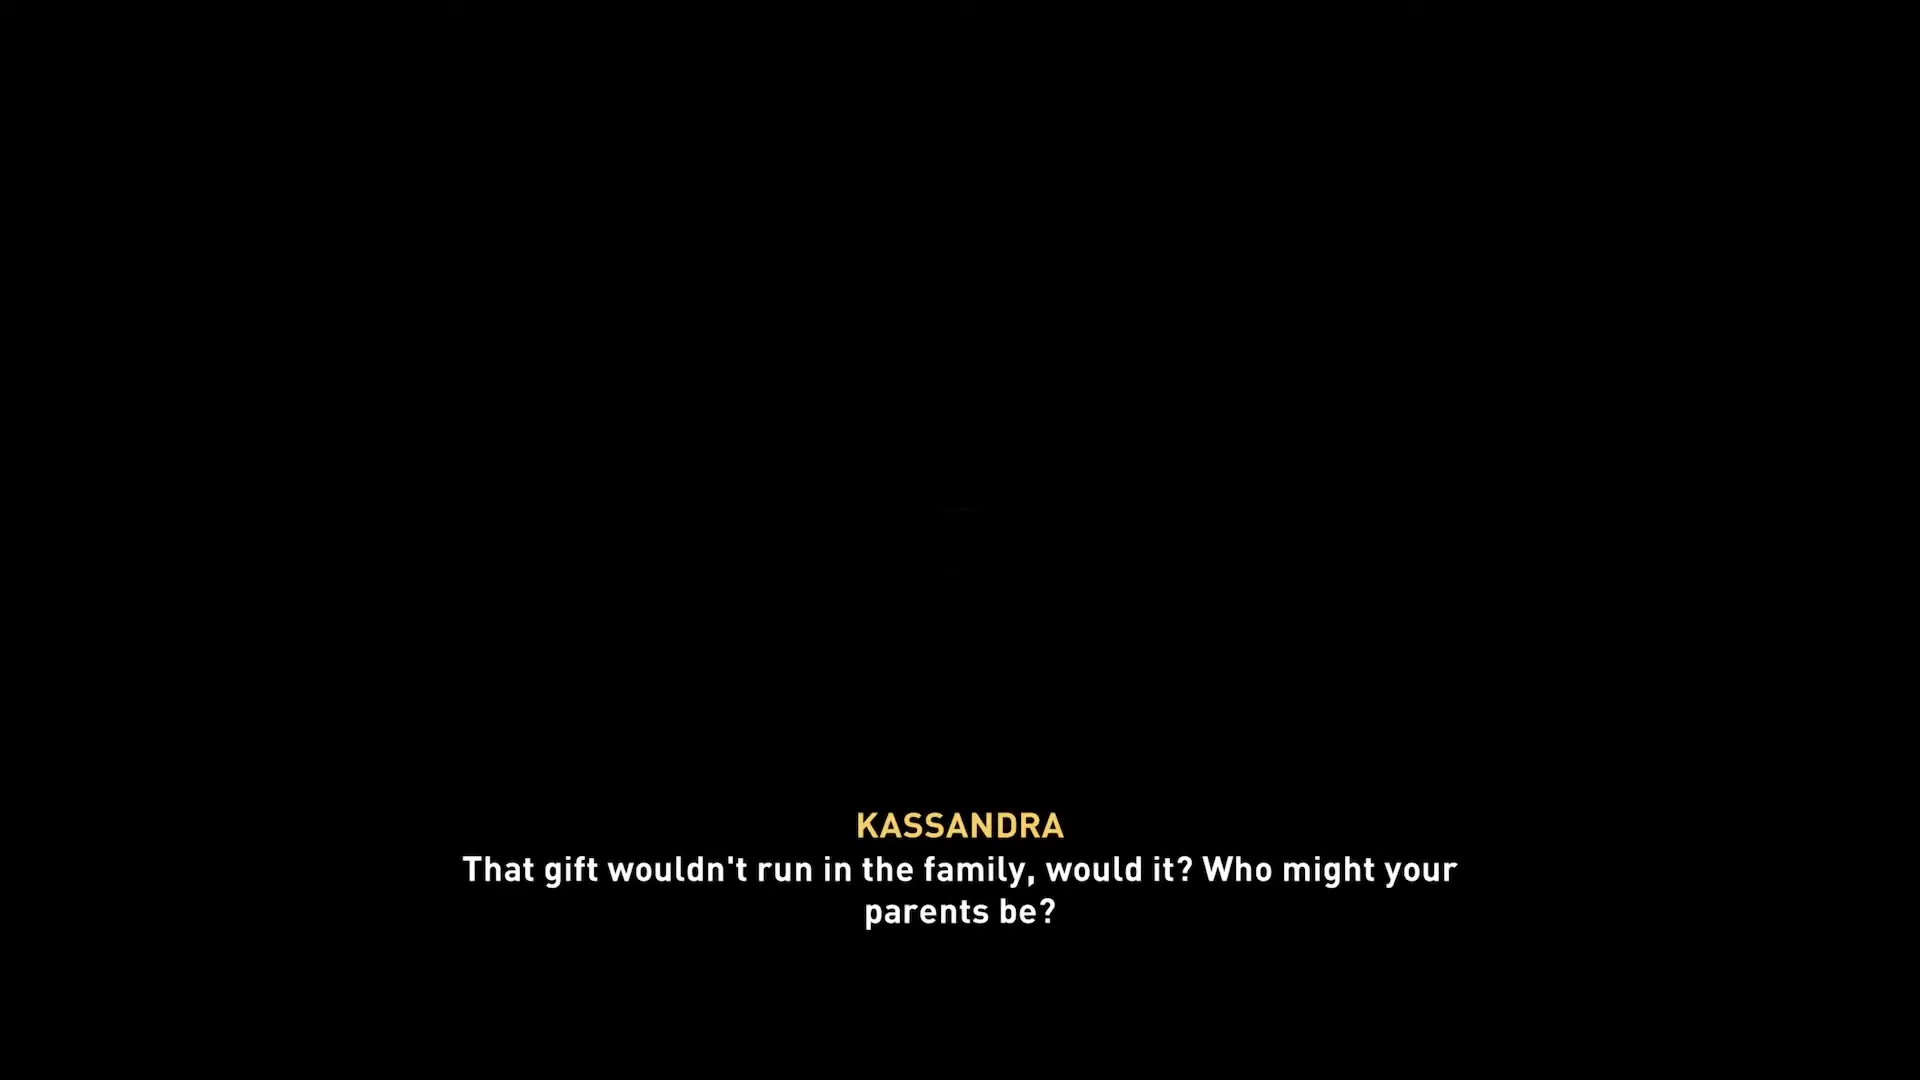 KASSANDRA
That gift wouldn't run in the family, would it? Who might your
parents be?